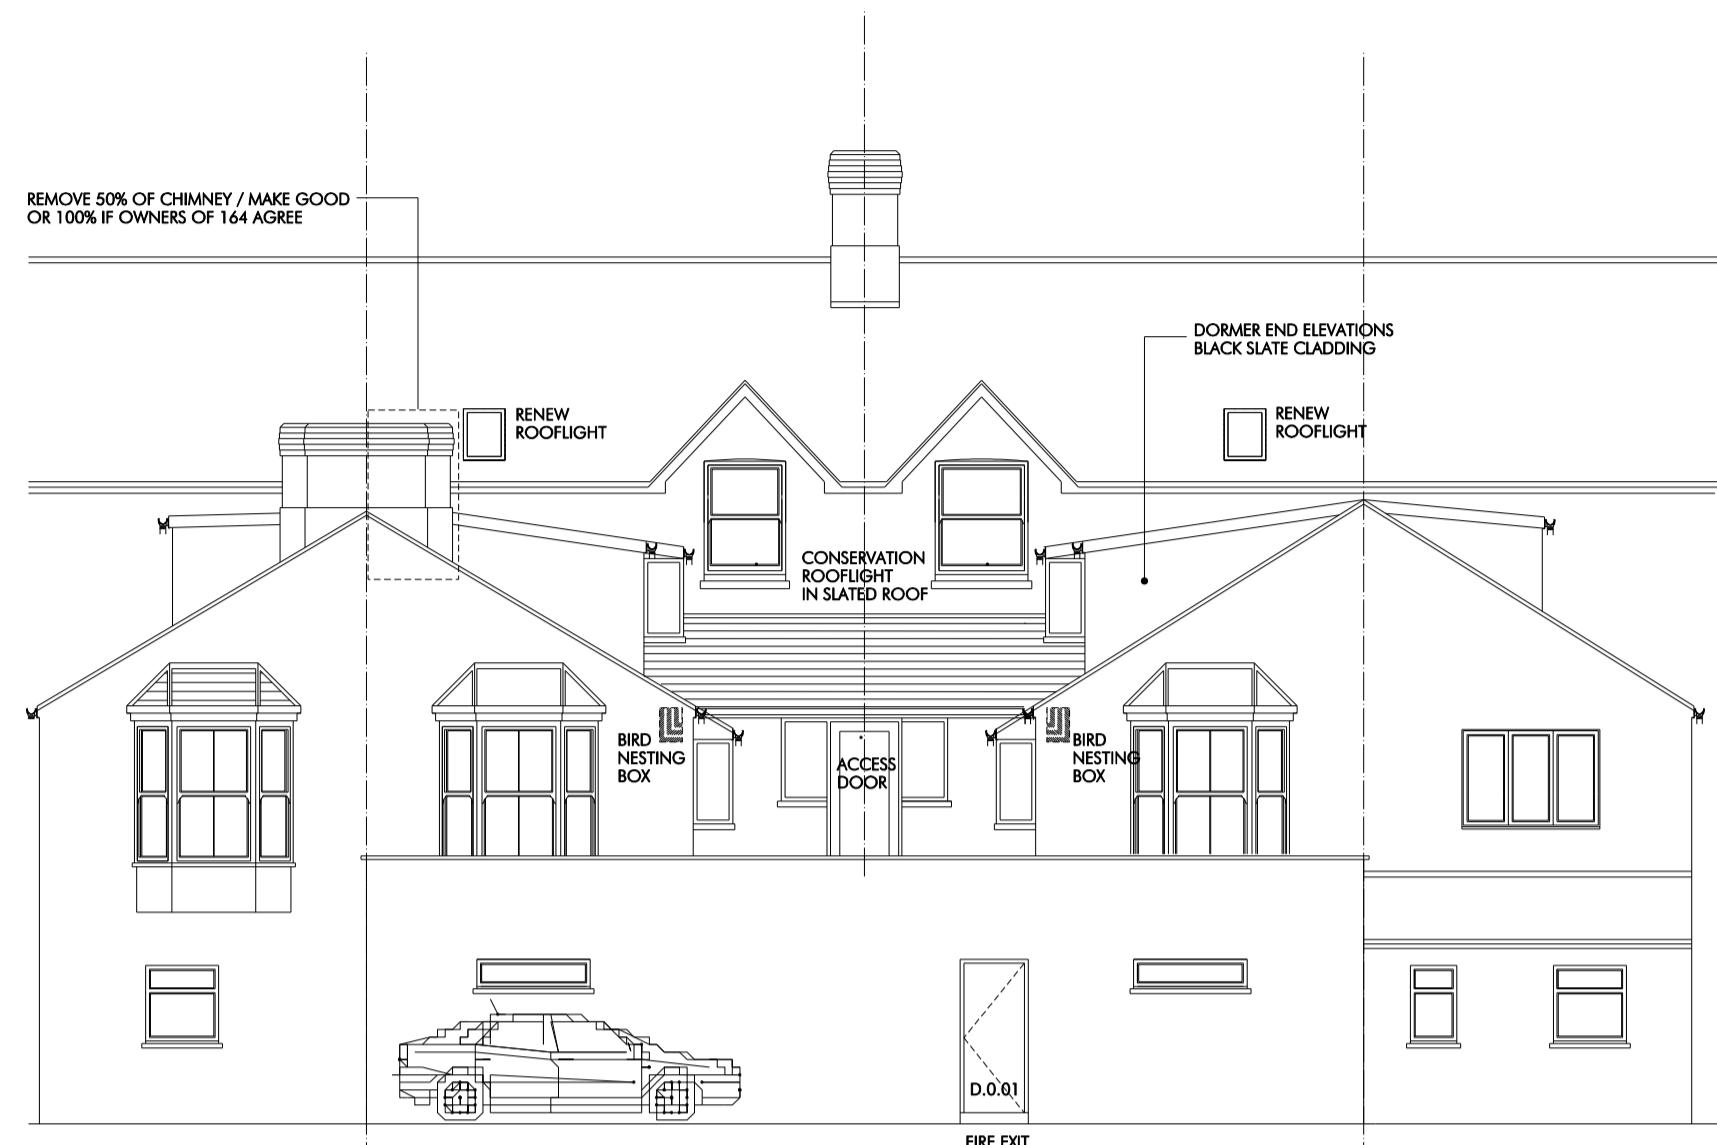 REMOVE 50% OF CHIMNEY / MAKE GOOD
OR 100% IF OWNERS OF 164 AGREE
DORMER END ELEVATIONS
BLACK SLATE CLADDING
RENEW
ROOFLIGHT
RENEW
ROOFLIGHT
CONSERVATION
ROOFLIGHT
IN SLATED ROOF
BIRD
NESTING
BOX
ACCESS
DOOR
BIRD
NESTING
BOX
D.0.01
FIRE EXIT